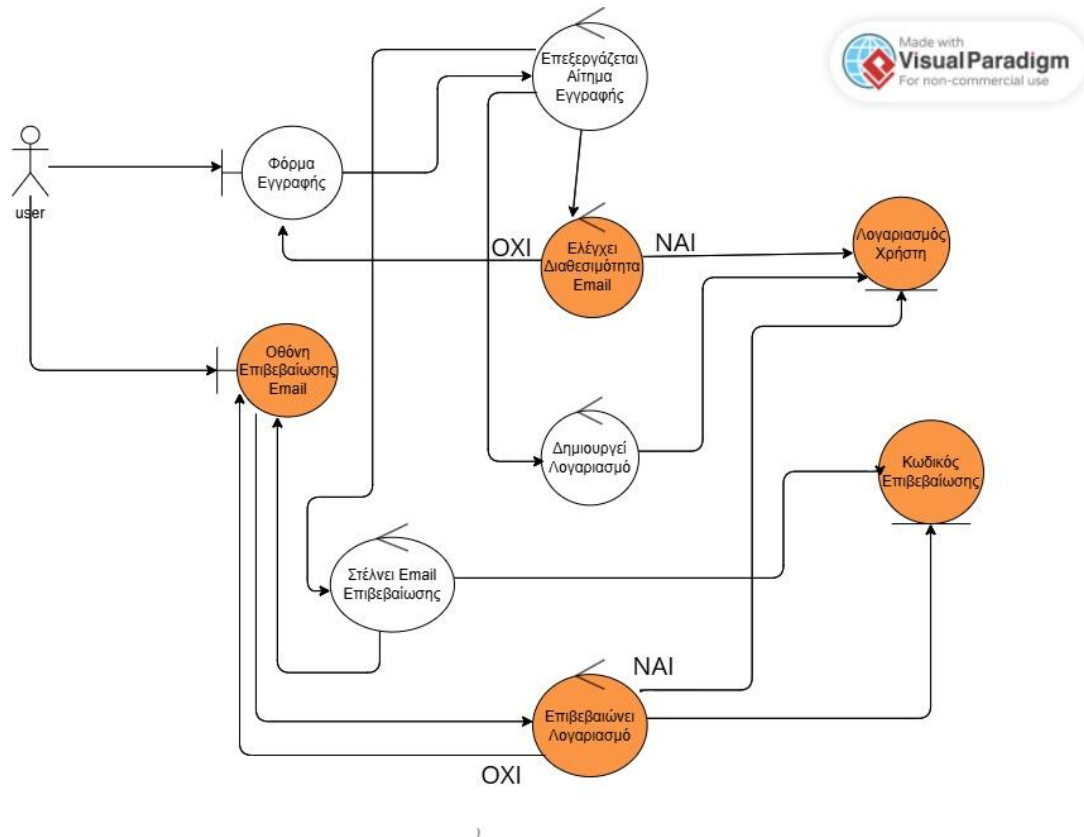 Επεξεργάζεται
Αίτημα
Εγγραφής
Made with
Visual Paradigm
For non-commercial use
Φόρμα
Εγγραφής
user
ΟΧΙ
Ελέγχει
Διαθεσιμότητα
Email
ΝΑΙ
Λογαριασμός
Χρήστη
Οθόνη
Επιβεβαίωσης
Email
Δημιουργεί
Λογαριασμό
Κωδικός
Επιβεβαίωσης
Στέλνει Email
Επιβεβαίωσης
ΝΑΙ
Επιβεβαιώνει
Λογαριασμό
ΟΧΙ
)